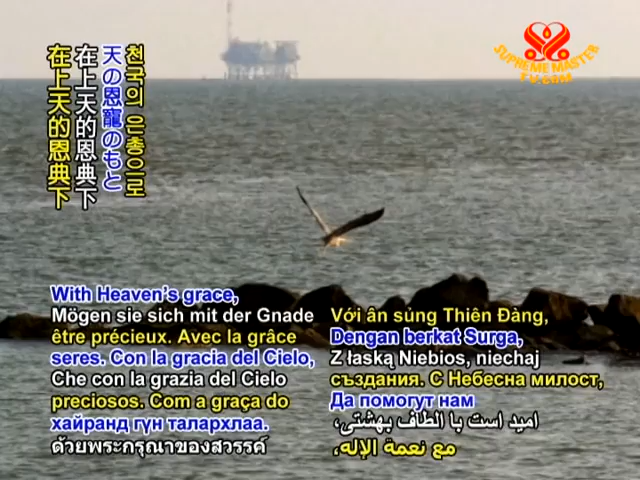 SUPREME MASTER
TV.COM
천국의 은총으로
天の恩寵のもと
在上天的恩典下
在上天的恩典下
With Heaven's grace,
Mögen sie sich mit der Gnade
être précieux. Avec la grâce
seres. Con la gracia del Cielo,
Che con la grazia del Cielo
preciosos. Com a graça do
хайранд гүн талархлаа.
ด้วยพระกรุณาของสวรรค์
Với ân sủng Thiên Đàng,
Dengan berkat Surga,
Z łaską Niebios, niechaj
създания. С Небесна милост,
Да помогут нам
امید است با الطاف بهشتی،
مع نعمة الإله،